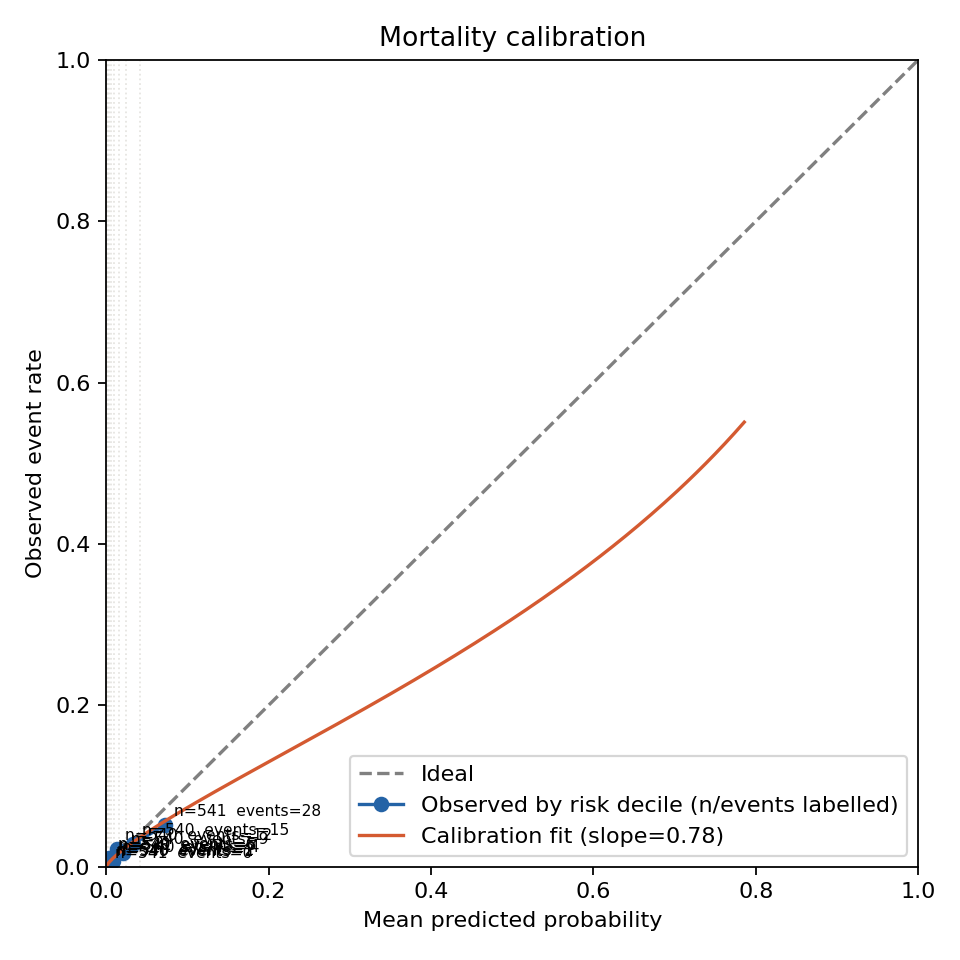 Mortality calibration
Observed event rate
1.0
0.8
0.6
0.4
0.2
0.0
n=541 events=28
events=15
n=541
Ideal
Observed by risk decile (n/events labelled)
Calibration fit (slope=0.78)
0.0 0.2 0.4 0.6 0.8 1.0
Mean predicted probability